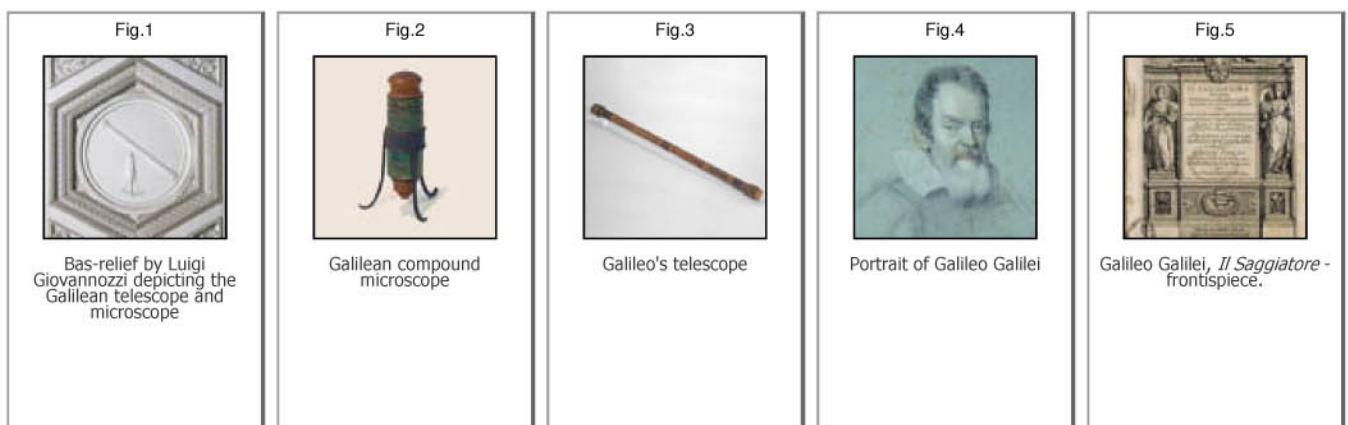 Fig.1
Bas-relief by Luigi
Giovannozzi depicting the
Galilean telescope and
microscope
Fig.2
Galilean compound
microscope
Fig.3
Galileo's telescope
Fig.4
Portrait of Galileo Galilei
Fig.5
Galileo Galilei, Il Saggiatore -
frontispiece.